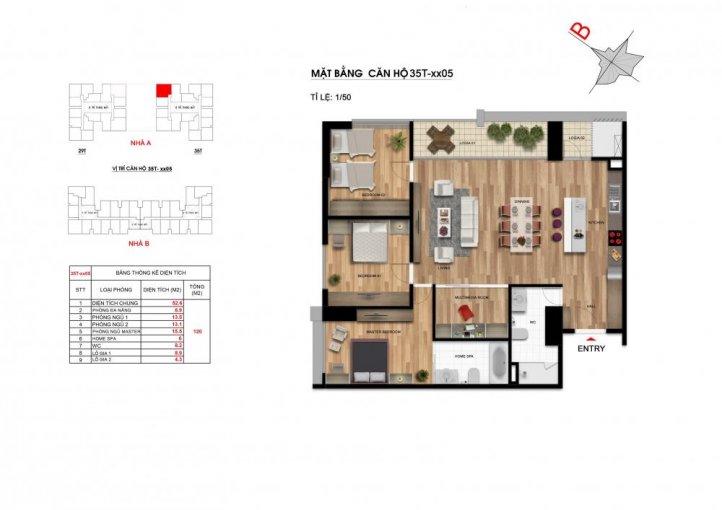 B
MẶT BẰNG CĂN HỘ 35T-xx05
TỈ LỆ: 1/50
NHÀ A
29T
35T
VỊ TRÍ CĂN HỘ 35T- xx05
NHÀ B
35T-xx05 BẢNG THỐNG KÊ DIỆN TÍCH
STT LOẠI PHÒNG DIỆN TÍCH (M2) TỔNG (M2)
1 DIỆN TÍCH CHUNG 52.4
2 PHÒNG ĐA NĂNG 5.9
3 PHÒNG NGỦ 1 13.5
4 PHÒNG NGỦ 2 13.1
5 PHÒNG NGỦ MASTER 15.5
6 HOME SPA 6
7 WC 6.2
8 LÔ GIA 1 8.9
9 LÔ GIA 2 4.3
126
LOGIA 01
LOGIA 02
BEDROOM 02
DINNING
KITCHEN
LIVING
BEDROOM 01
MULTIMEDIA ROOM
HALL
WC
MASTER BEDROOM
HOME SPA
ENTRY